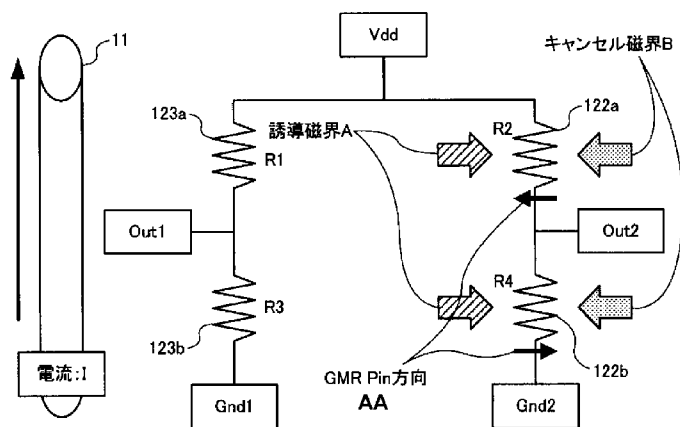 11
Vdd
キャンセル磁界B
123a
誘導磁界A
R2
122a
R1
Out1
Out2
R3
R4
123b
電流:I
GMR Pin方向
122b
Gnd1
AA
Gnd2